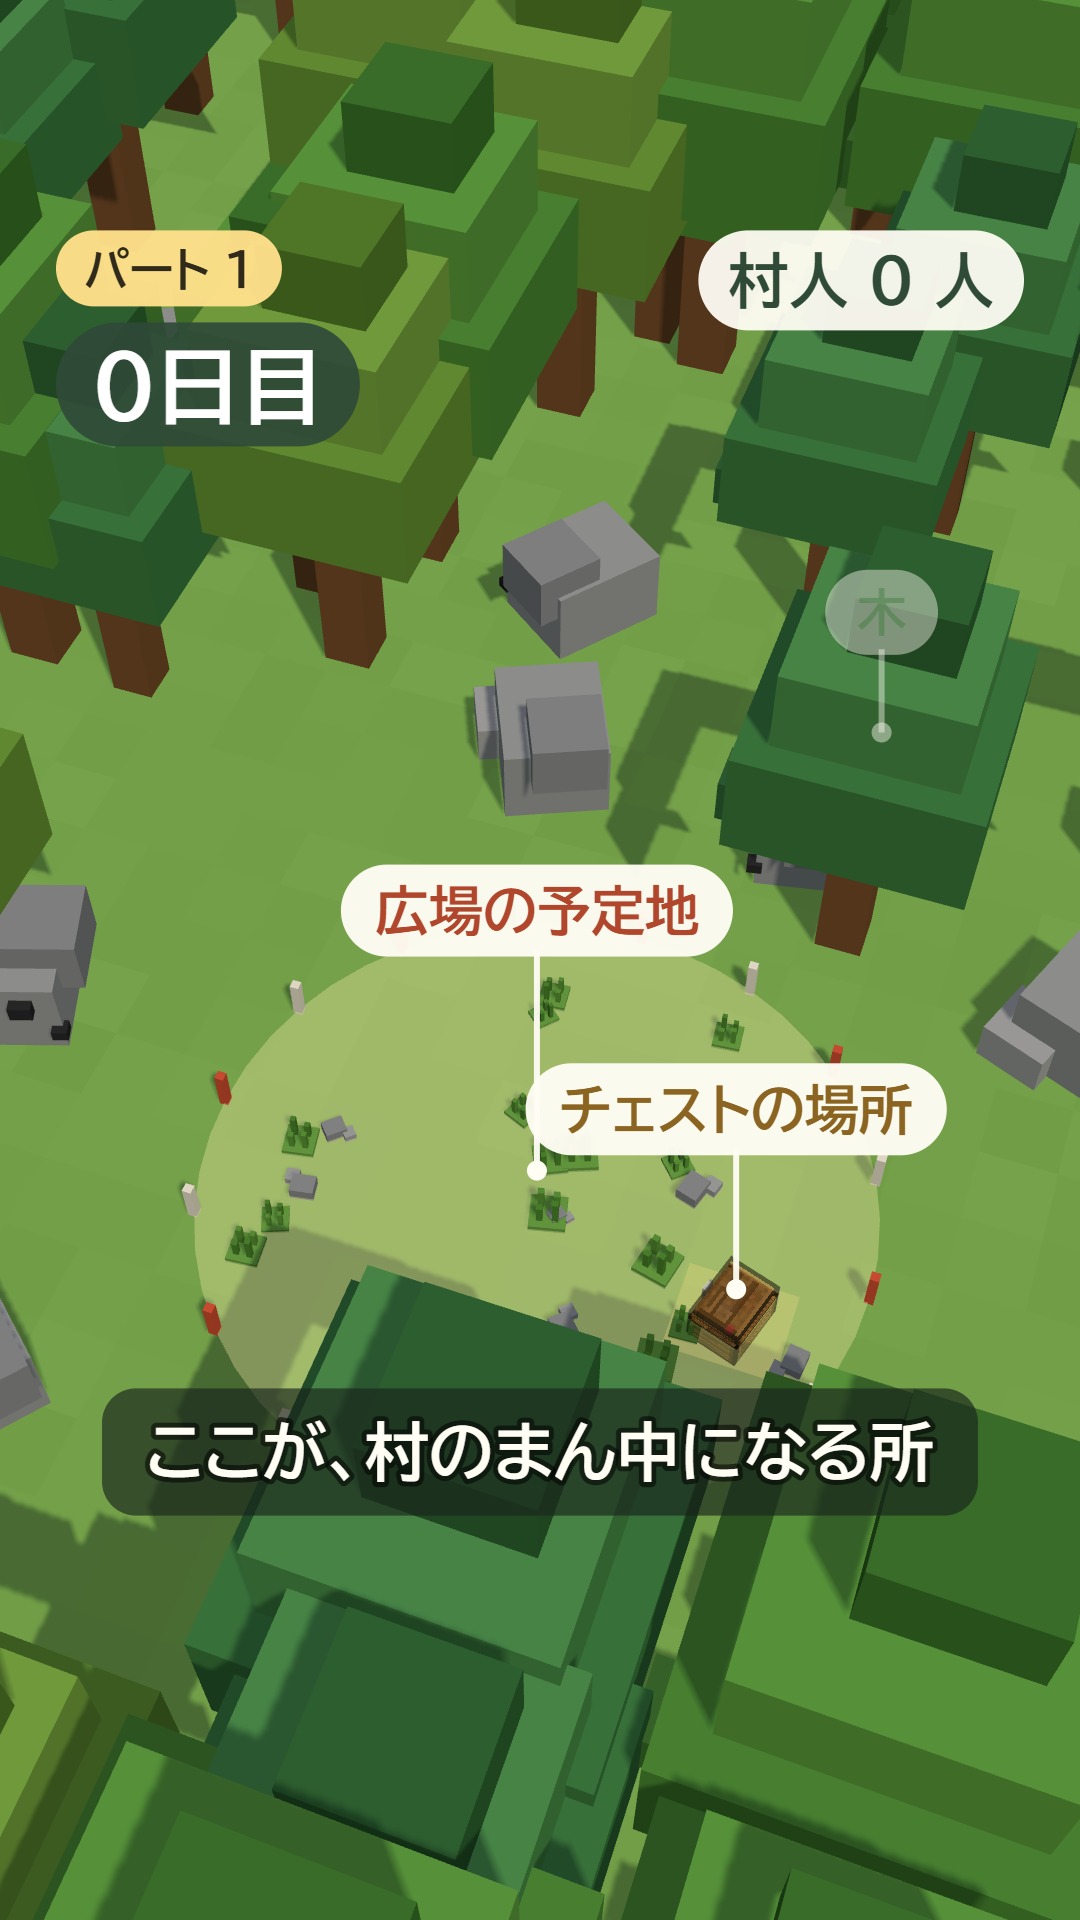 パート 1
0日目
村人 0 人
木
広場の予定地
チェストの場所
ここが、村のまん中になる所